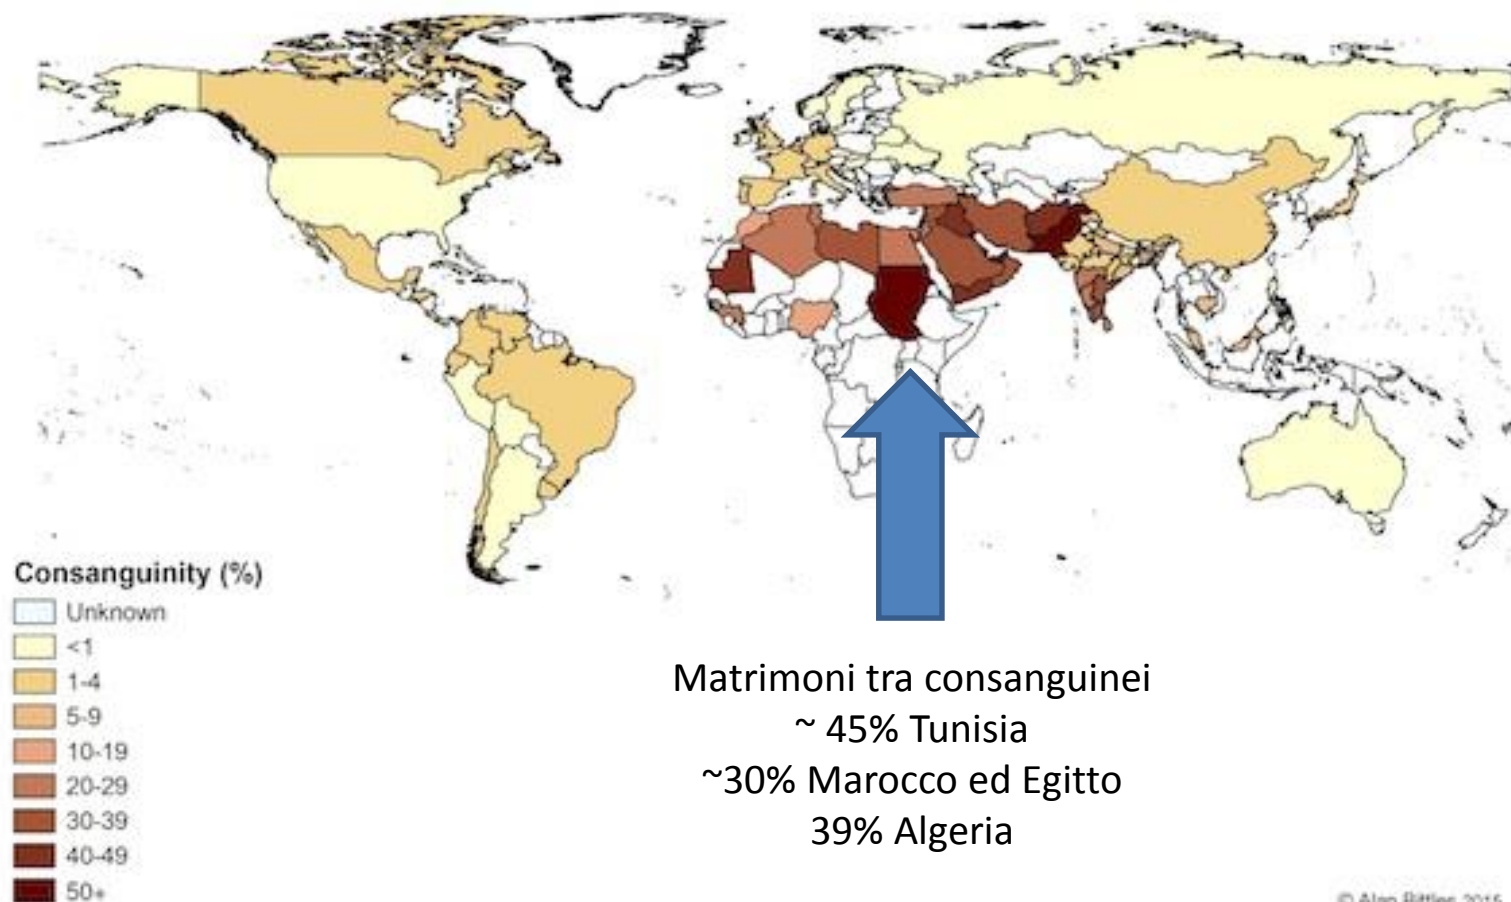 Consanguinity (%)
Unknown
<1
1-4
5-9
10-19
20-29
30-39
40-49
50+
Matrimoni tra consanguinei
~ 45% Tunisia
~30% Marocco ed Egitto
39% Algeria
© Alan Bittles 2015